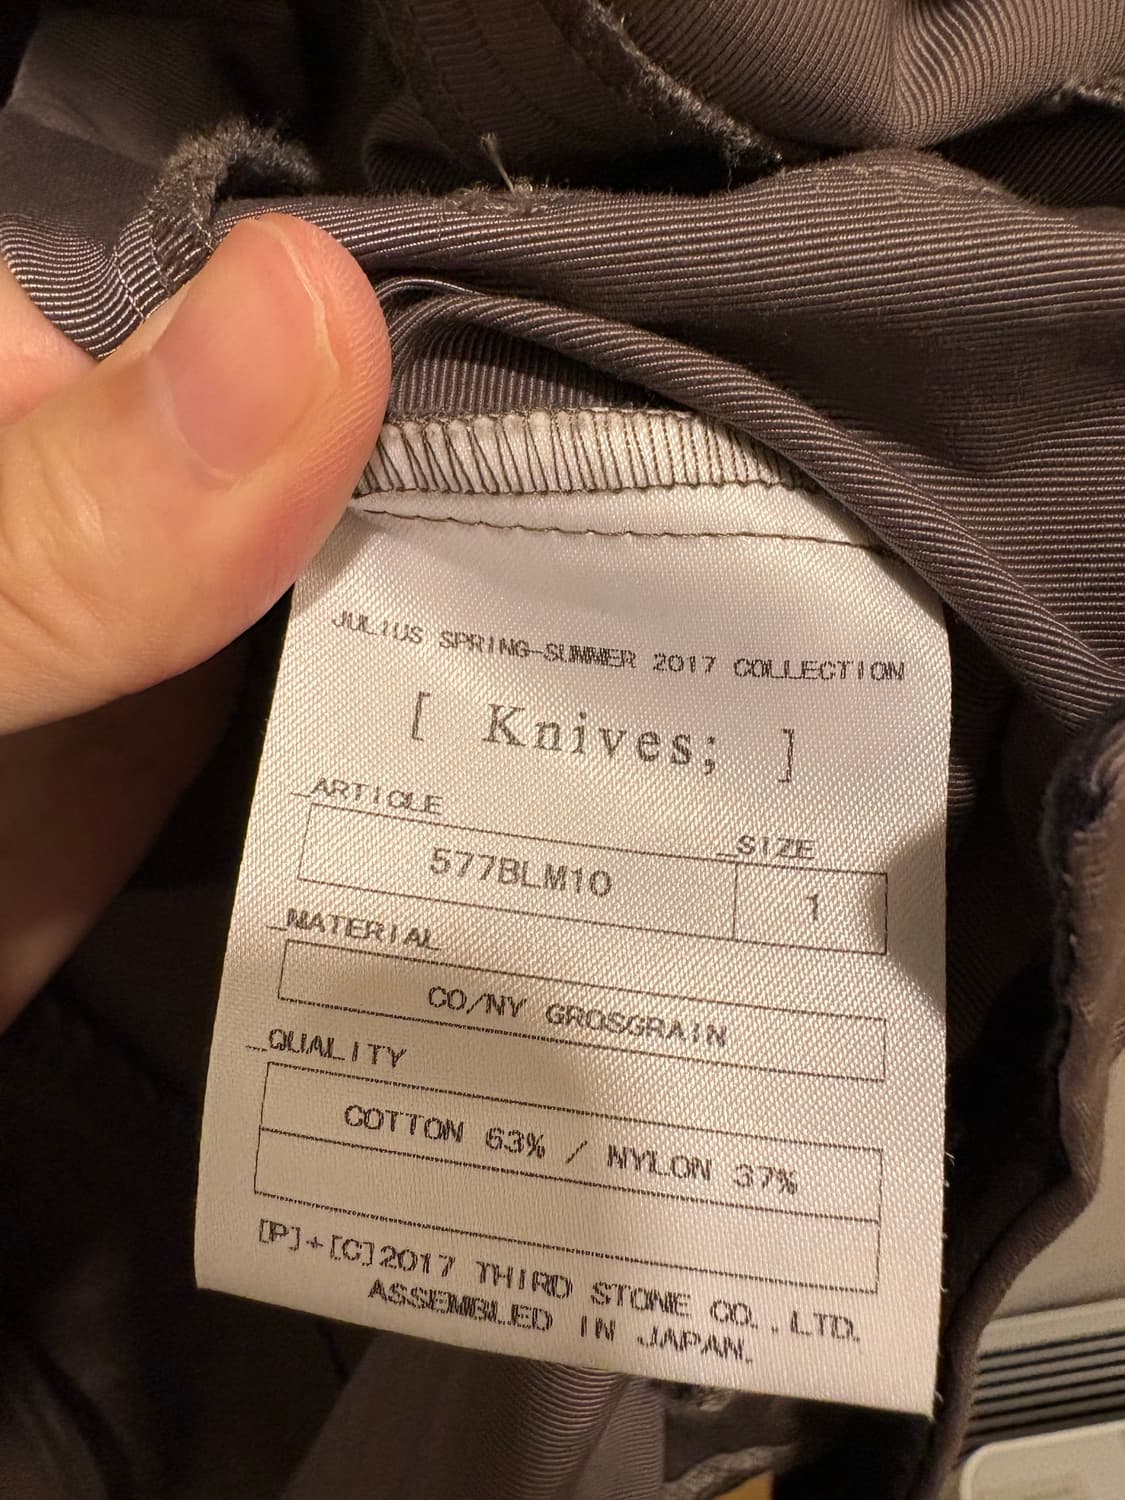 JULIUS SPRING-SUMMER 2017 COLLECTION
[ Knives; ]
_ARTICLE
_SIZE
577BLM10
1
_MATERIAL
CO/NY GROSGRAIN
_QUALITY
COTTON 63% / NYLON 37%
[P]+[C]2017 THIRD STONE CO.,LTD.
ASSEMBLED IN JAPAN.